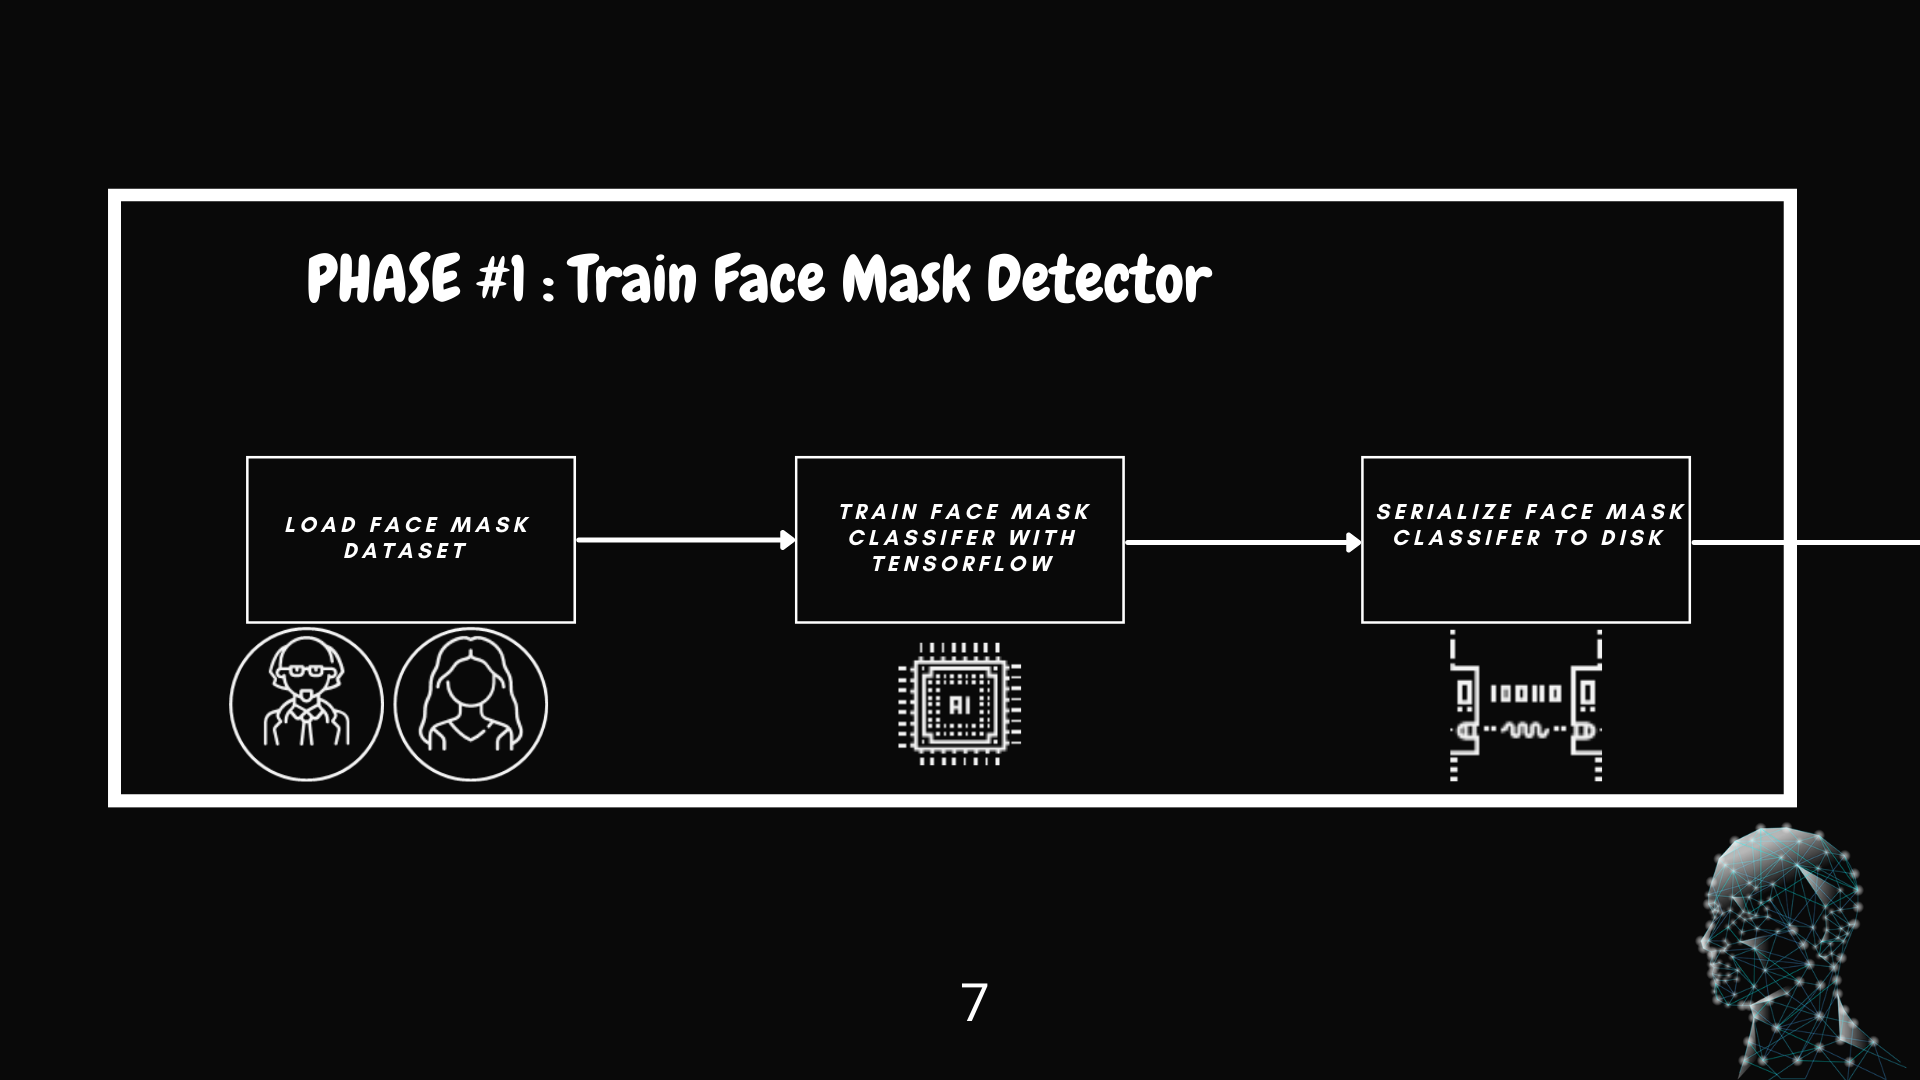 PHASE #1 : Train Face Mask Detector
LOAD FACE MASK
DATASET
TRAIN FACE MASK
CLASSIFER WITH
TENSORFLOW
SERIALIZE FACE MASK
CLASSIFER TO DISK
AI
7